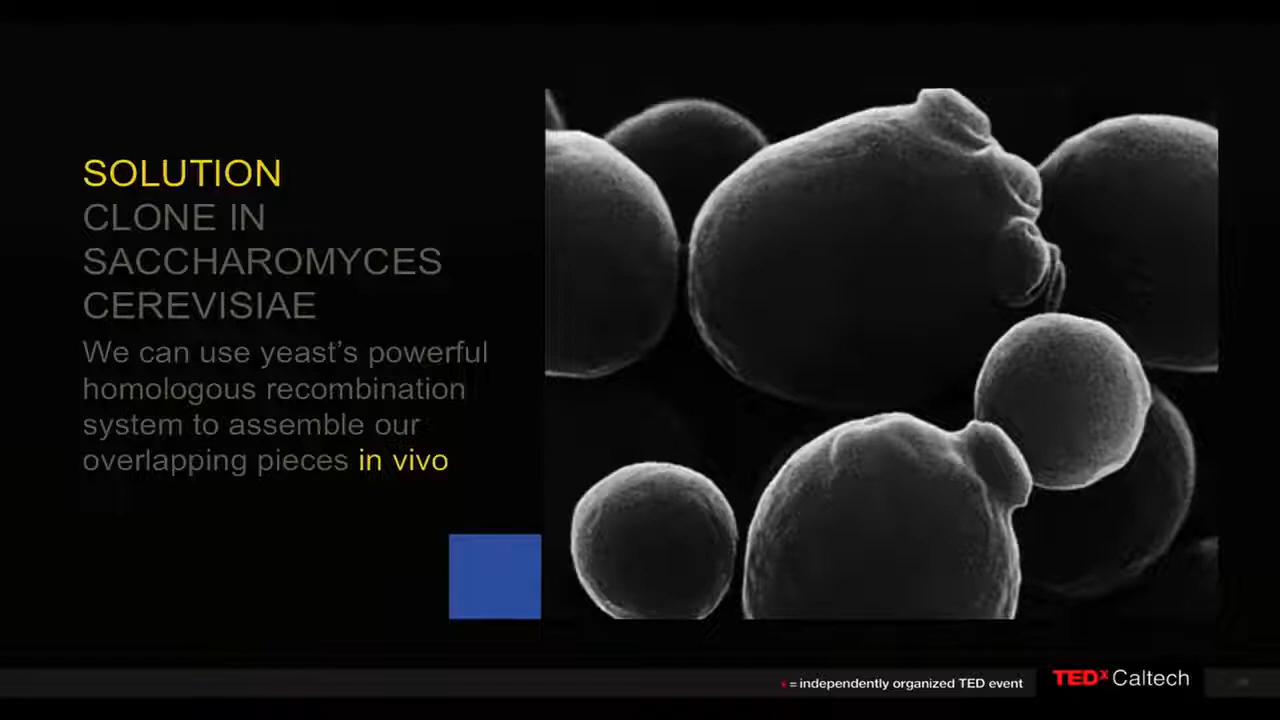 SOLUTION
CLONE IN
SACCHAROMYCES
CEREVISIAE
We can use yeast’s powerful
homologous recombination
system to assemble our
overlapping pieces in vivo
x = independently organized TED event
TEDx Caltech